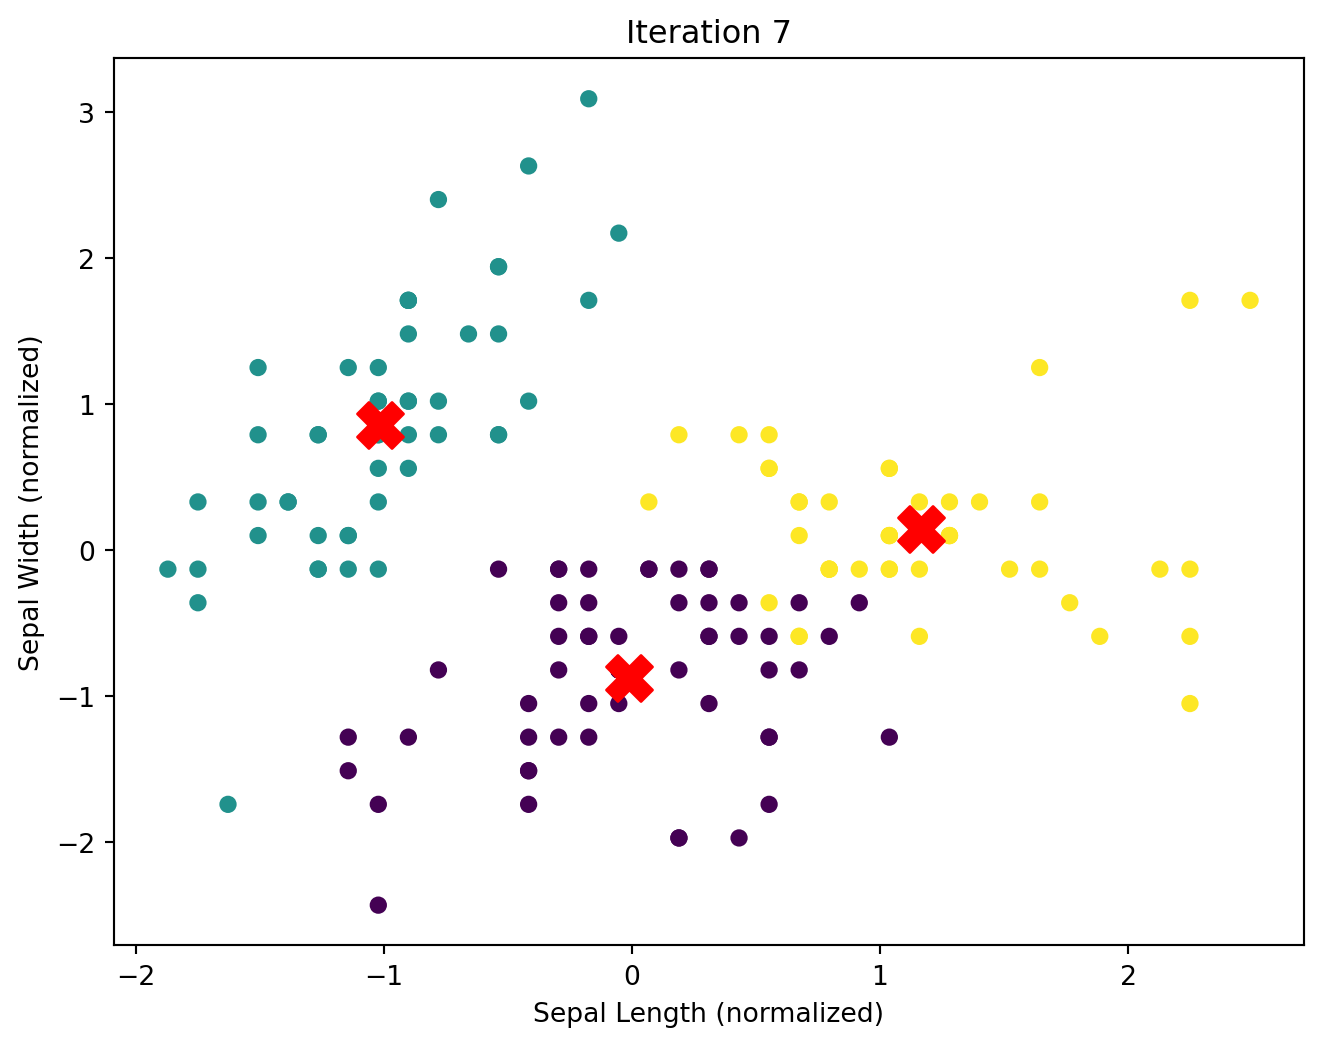 Iteration 7
3
2
1
0
−1
−2
Sepal Width (normalized)
−2 −1 0 1 2
Sepal Length (normalized)